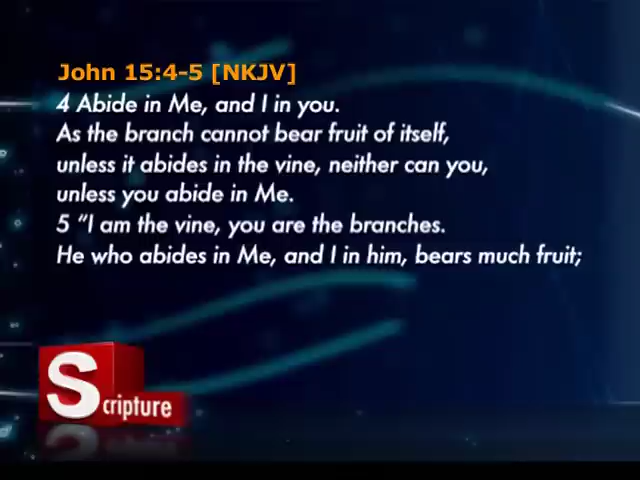 John 15:4-5 [NKJV]
4 Abide in Me, and I in you.
As the branch cannot bear fruit of itself,
unless it abides in the vine, neither can you,
unless you abide in Me.
5 “I am the vine, you are the branches.
He who abides in Me, and I in him, bears much fruit;
Scripture